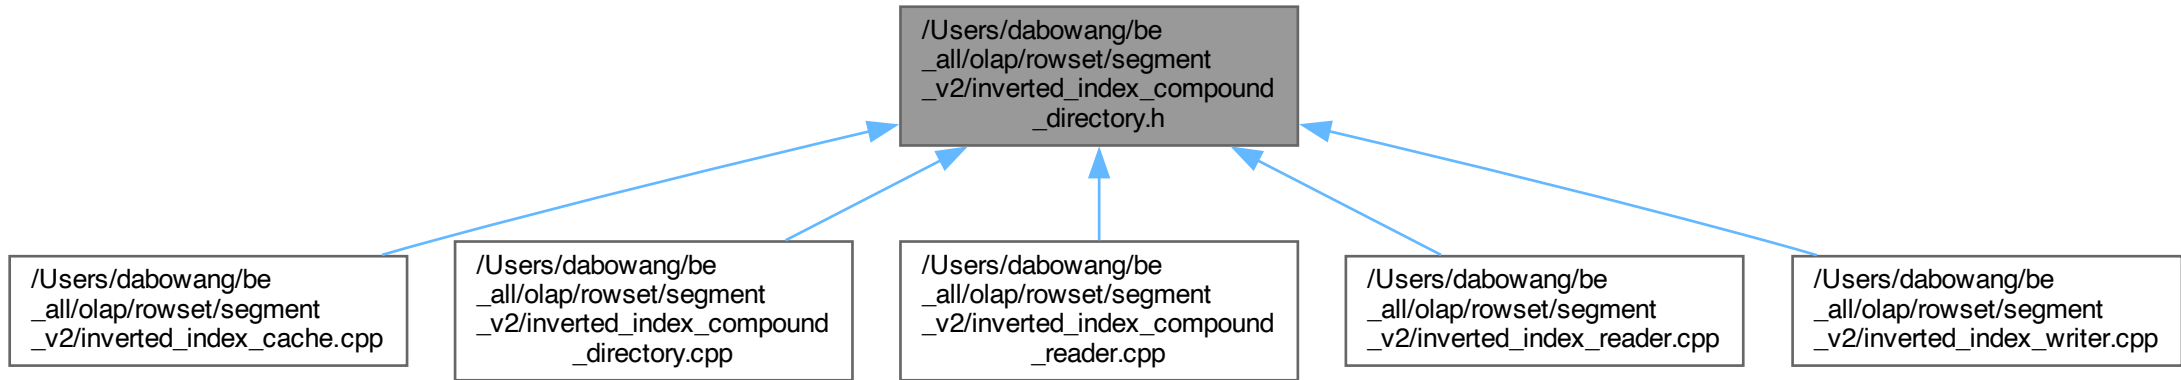 /Users/dabowang/be
_all/olap/rowset/segment
_v2/inverted_index_compound
_directory.h
/Users/dabowang/be
_all/olap/rowset/segment
_v2/inverted_index_cache.cpp
/Users/dabowang/be
_all/olap/rowset/segment
_v2/inverted_index_compound
_directory.cpp
/Users/dabowang/be
_all/olap/rowset/segment
_v2/inverted_index_compound
_reader.cpp
/Users/dabowang/be
_all/olap/rowset/segment
_v2/inverted_index_reader.cpp
/Users/dabowang/be
_all/olap/rowset/segment
_v2/inverted_index_writer.cpp